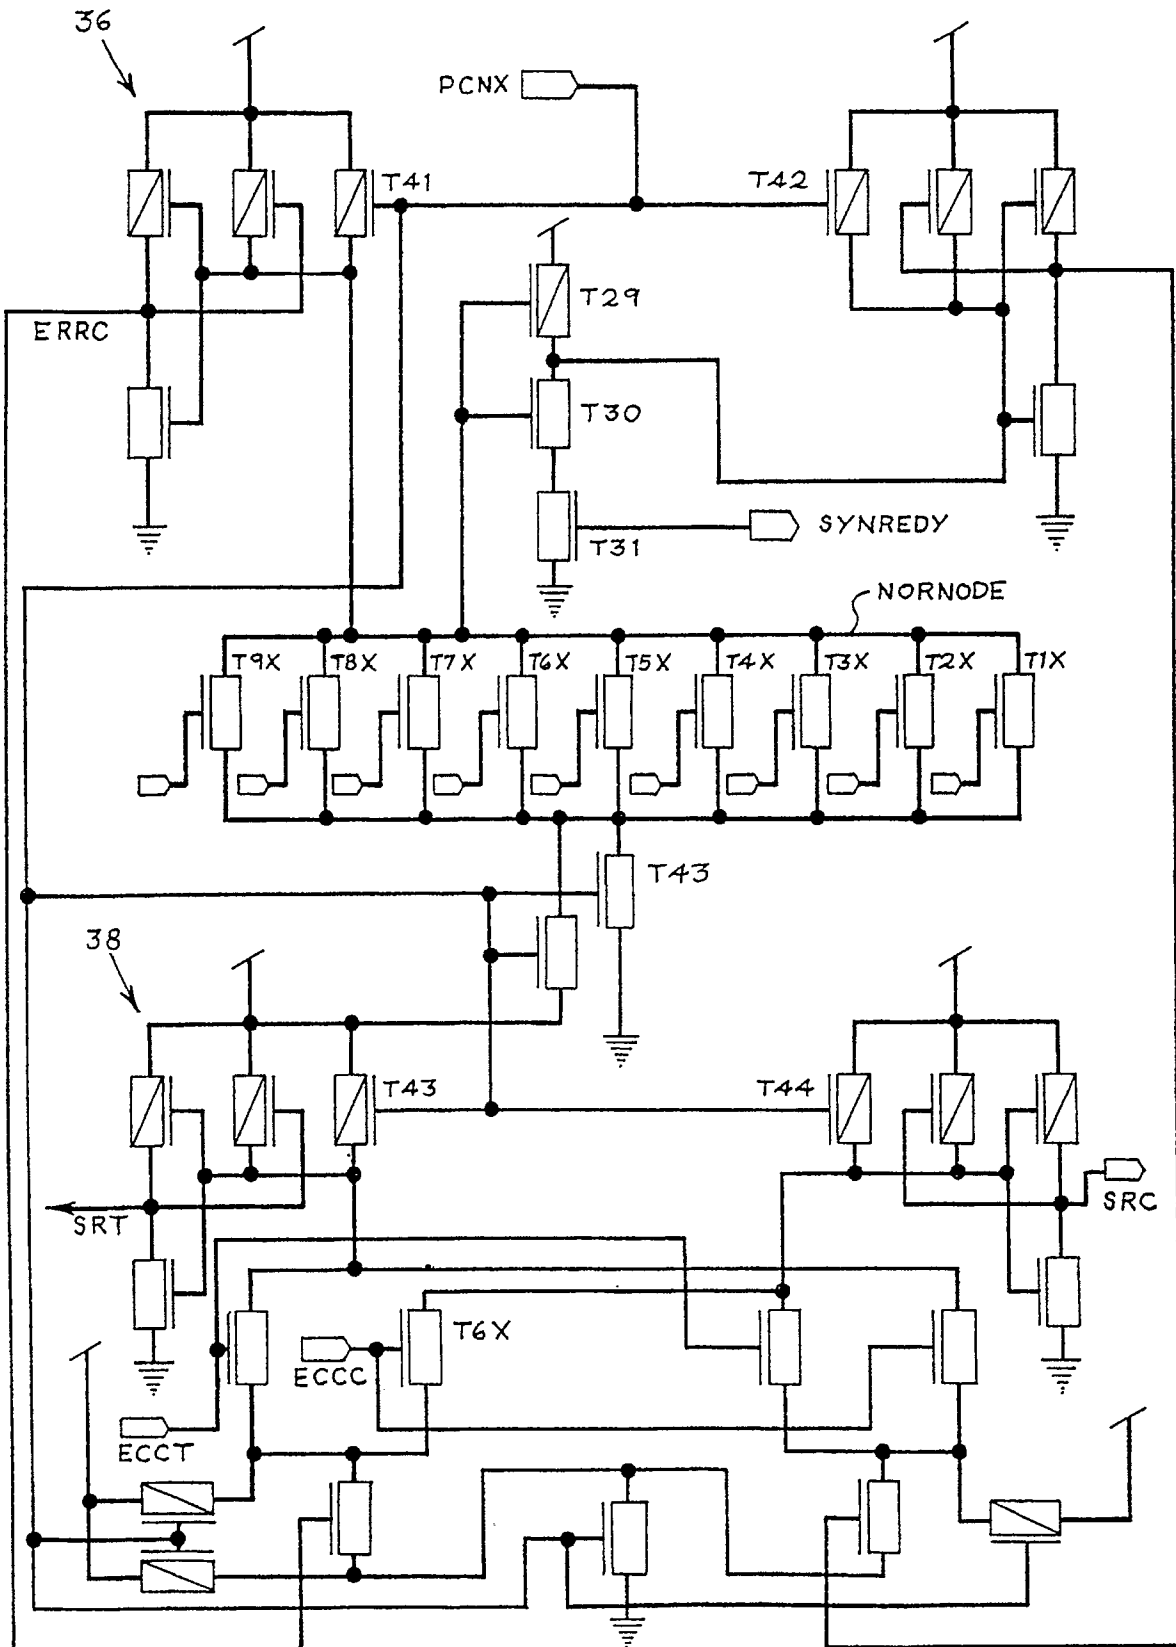 36
PCNX
T41
T42
T29
ERRC
T30
SYNREDY
T31
NORNODE
T9X T8X T7X T6X T5X T4X T3X T2X T1X
T43
38
T43
T44
SRT
SRC
T6X
ECCC
ECCT